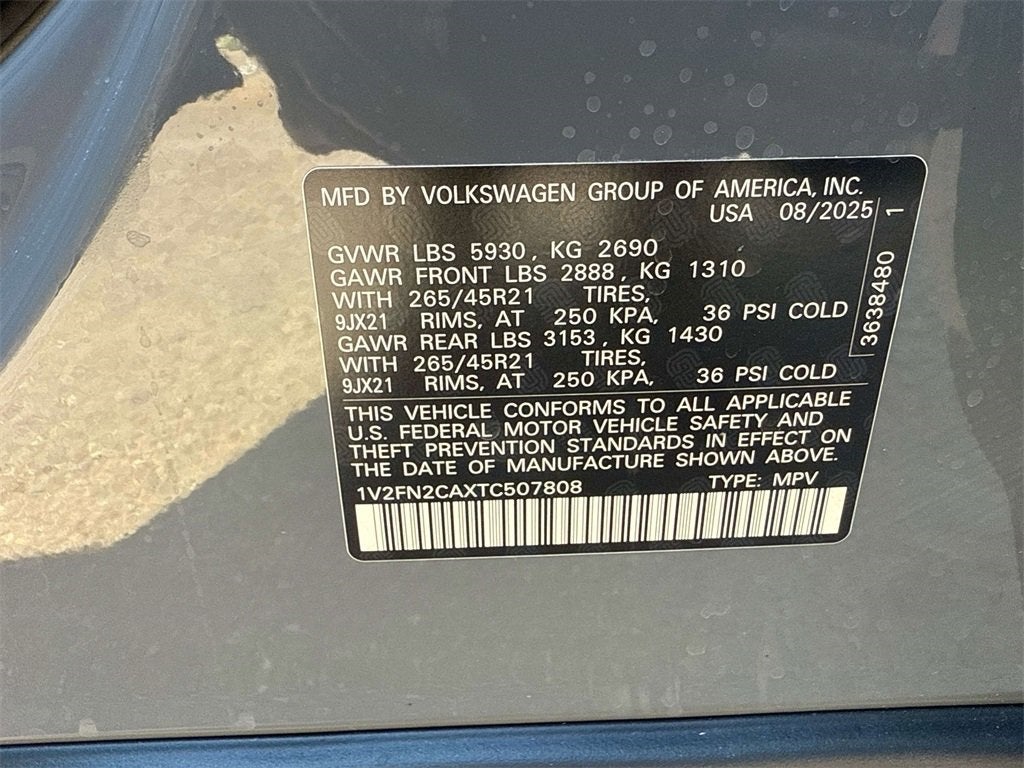 MFD BY VOLKSWAGEN GROUP OF AMERICA, INC.
USA 08/2025
GVWR LBS 5930, KG 2690
GAWR FRONT LBS 2888, KG 1310
WITH 265/45R21 TIRES,
9JX21 RIMS, AT 250 KPA, 36 PSI COLD
GAWR REAR LBS 3153, KG 1430
WITH 265/45R21 TIRES,
9JX21 RIMS, AT 250 KPA, 36 PSI COLD
3638480 1
THIS VEHICLE CONFORMS TO ALL APPLICABLE
U.S. FEDERAL MOTOR VEHICLE SAFETY AND
THEFT PREVENTION STANDARDS IN EFFECT ON
THE DATE OF MANUFACTURE SHOWN ABOVE.
1V2FN2CAXTC507808 TYPE: MPV